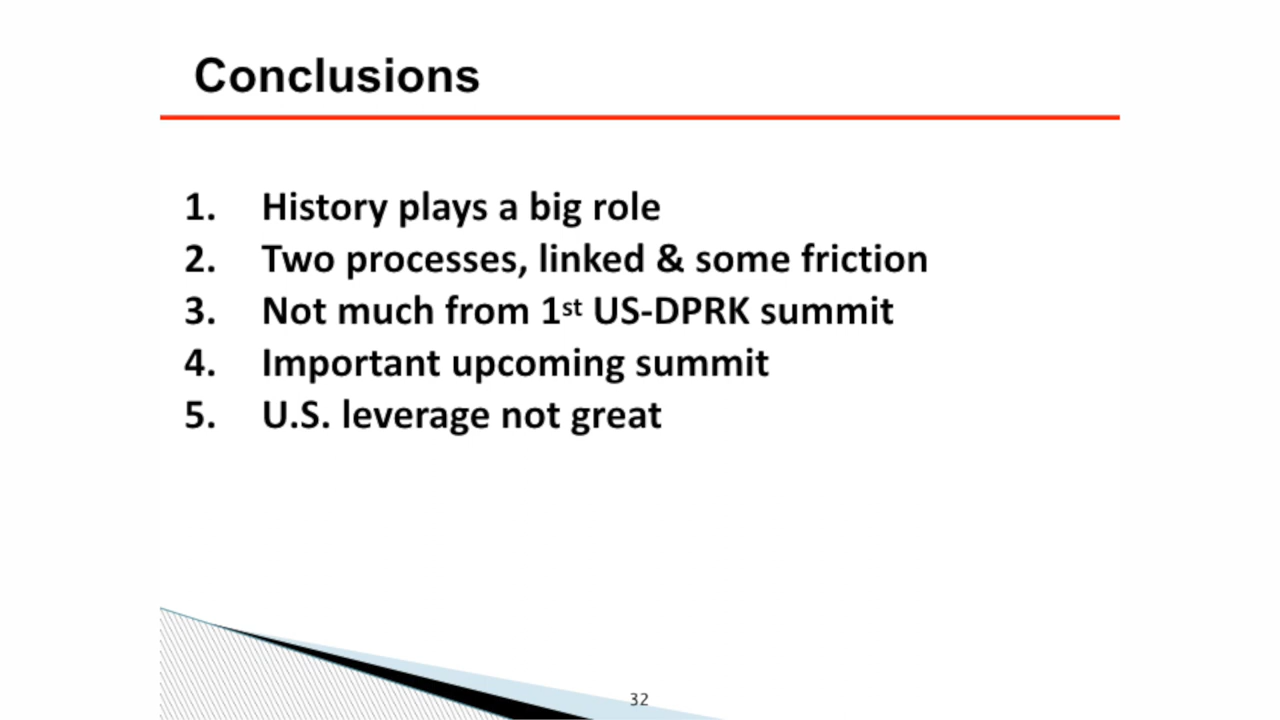 Conclusions
1. History plays a big role
2. Two processes, linked & some friction
3. Not much from 1st US-DPRK summit
4. Important upcoming summit
5. U.S. leverage not great
32